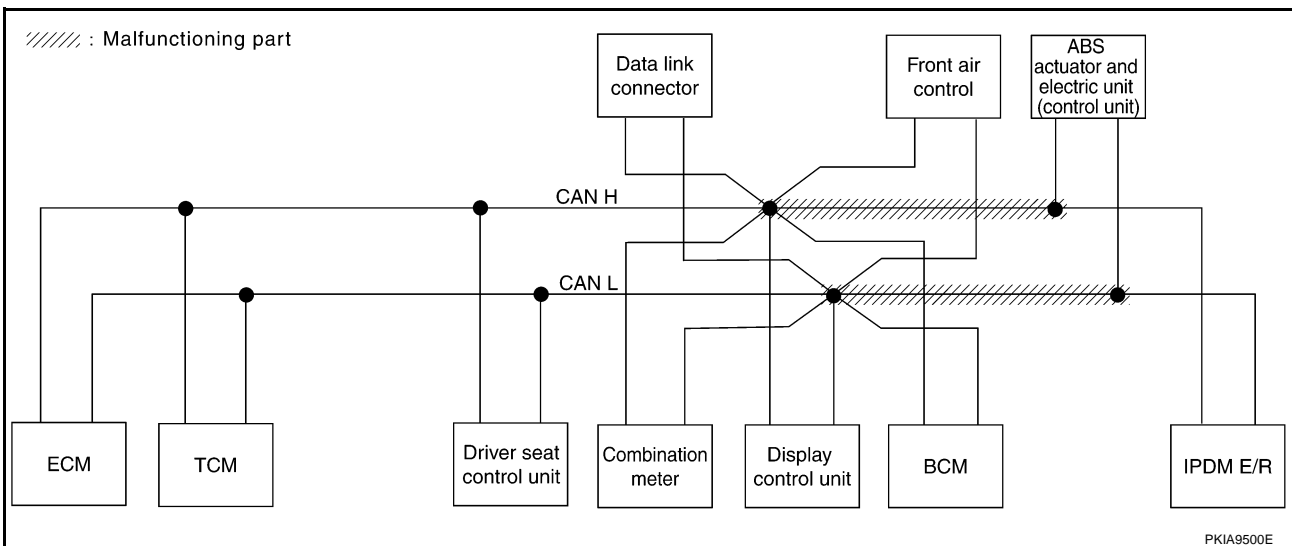 : Malfunctioning part
Data link
connector
Front air
control
ABS
actuator and
electric unit
(control unit)
CAN H
CAN L
ECM
TCM
Driver seat
control unit
Combination
meter
Display
control unit
BCM
IPDM E/R
PKIA9500E